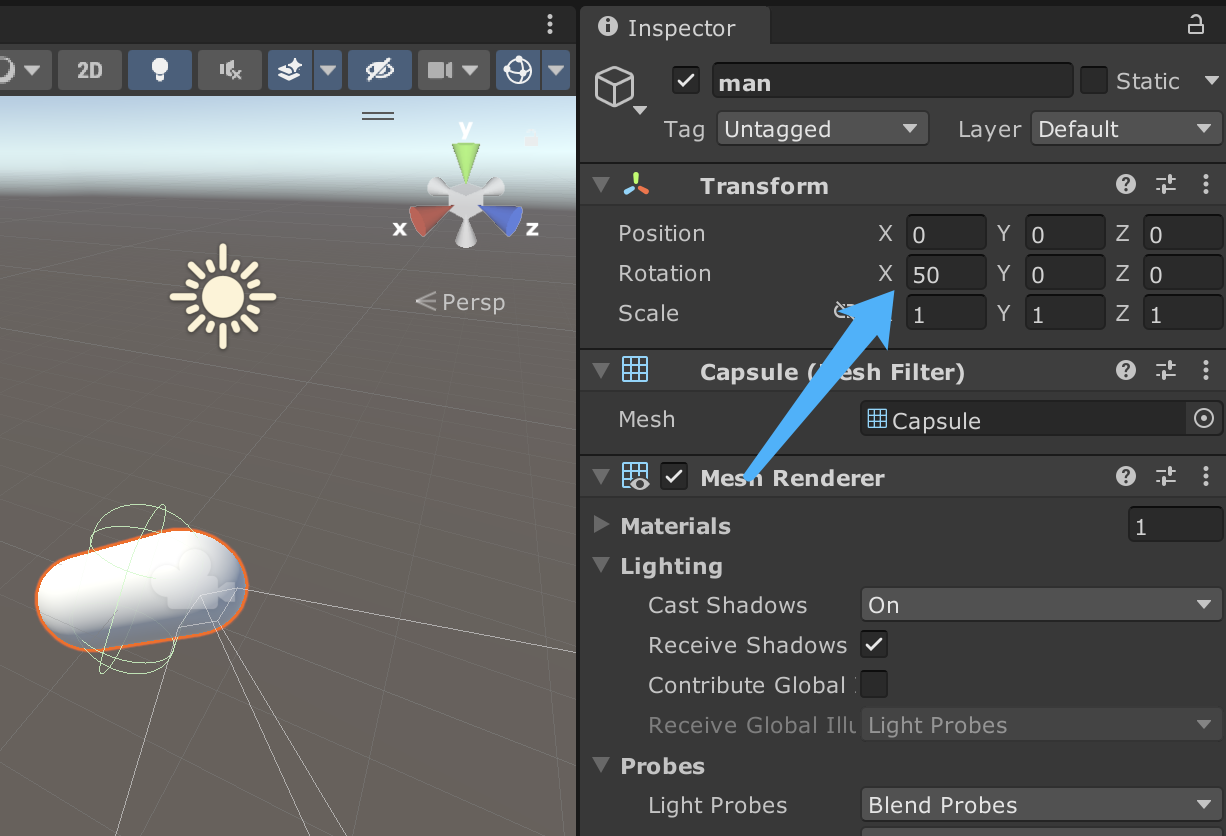 Inspector
2D
man
Static
Tag Untagged Layer Default
y
x
z
Persp
Transform
Position X 0 Y 0 Z 0
Rotation X 50 Y 0 Z 0
Scale 1 Y 1 Z 1
Capsule (Mesh Filter)
Mesh Capsule
Mesh Renderer
Materials 1
Lighting
Cast Shadows On
Receive Shadows
Contribute Global
Receive Global Illu Light Probes
Probes
Light Probes Blend Probes